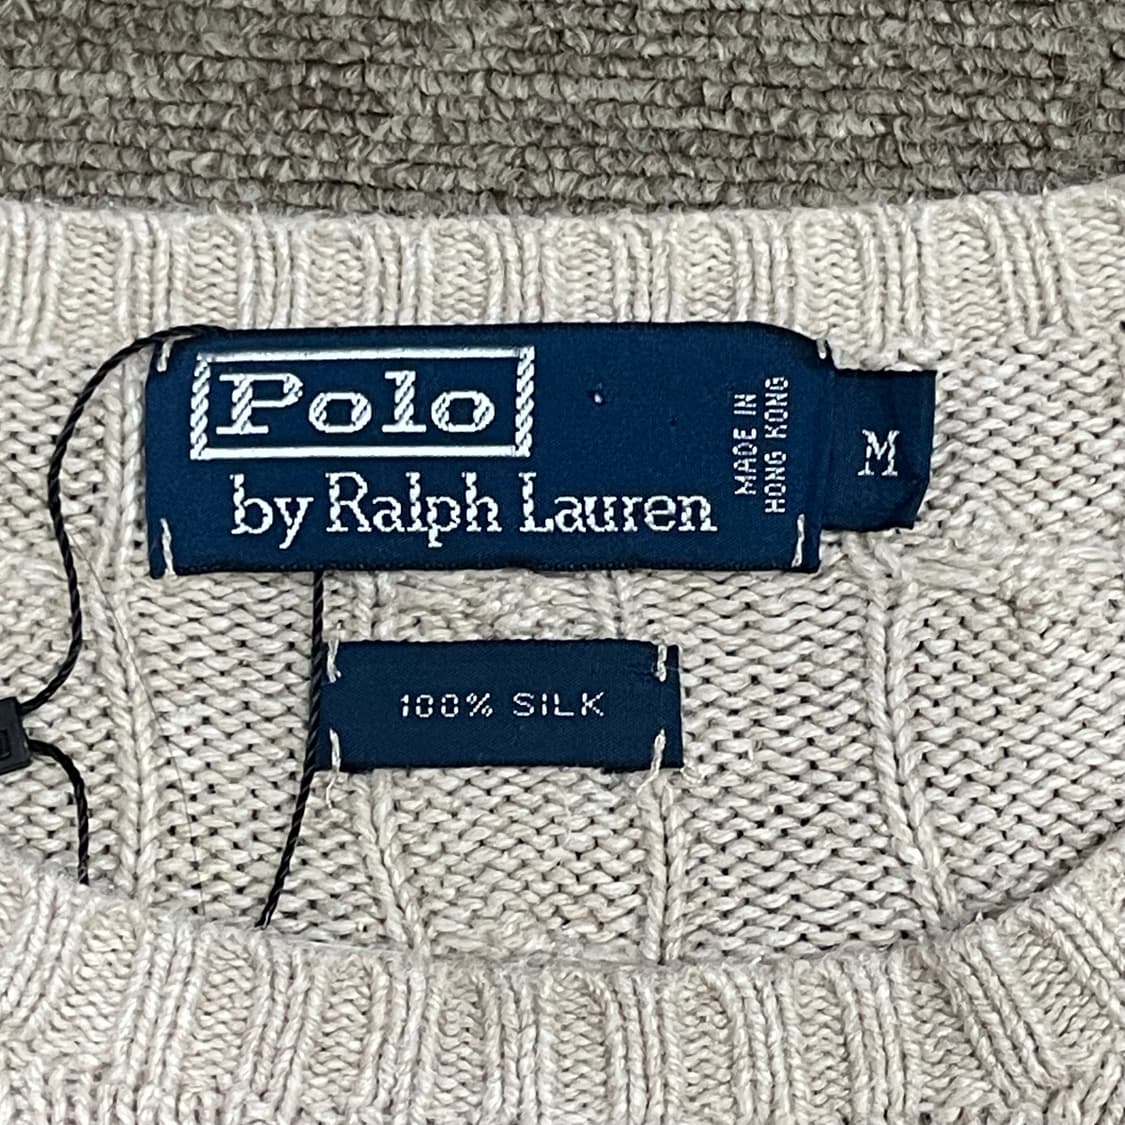 Polo
by Ralph Lauren
MADE IN
HONG KONG
M
100% SILK